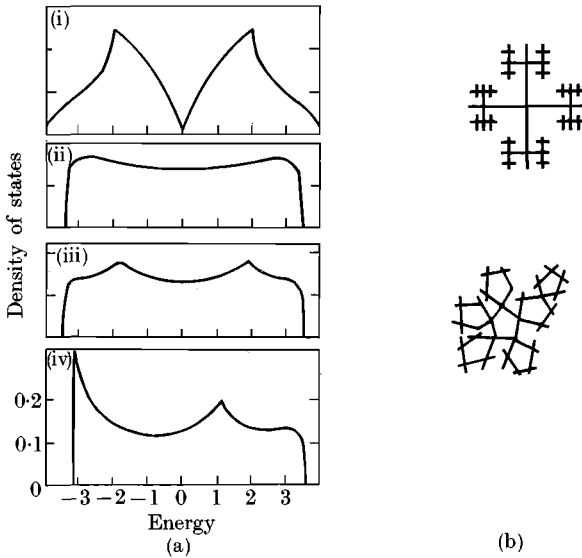 (i)
(ii)
(iii)
(iv)
Density of states
0·2
0·1
0
−3 −2 −1 0 1 2 3
Energy
(a)
(b)